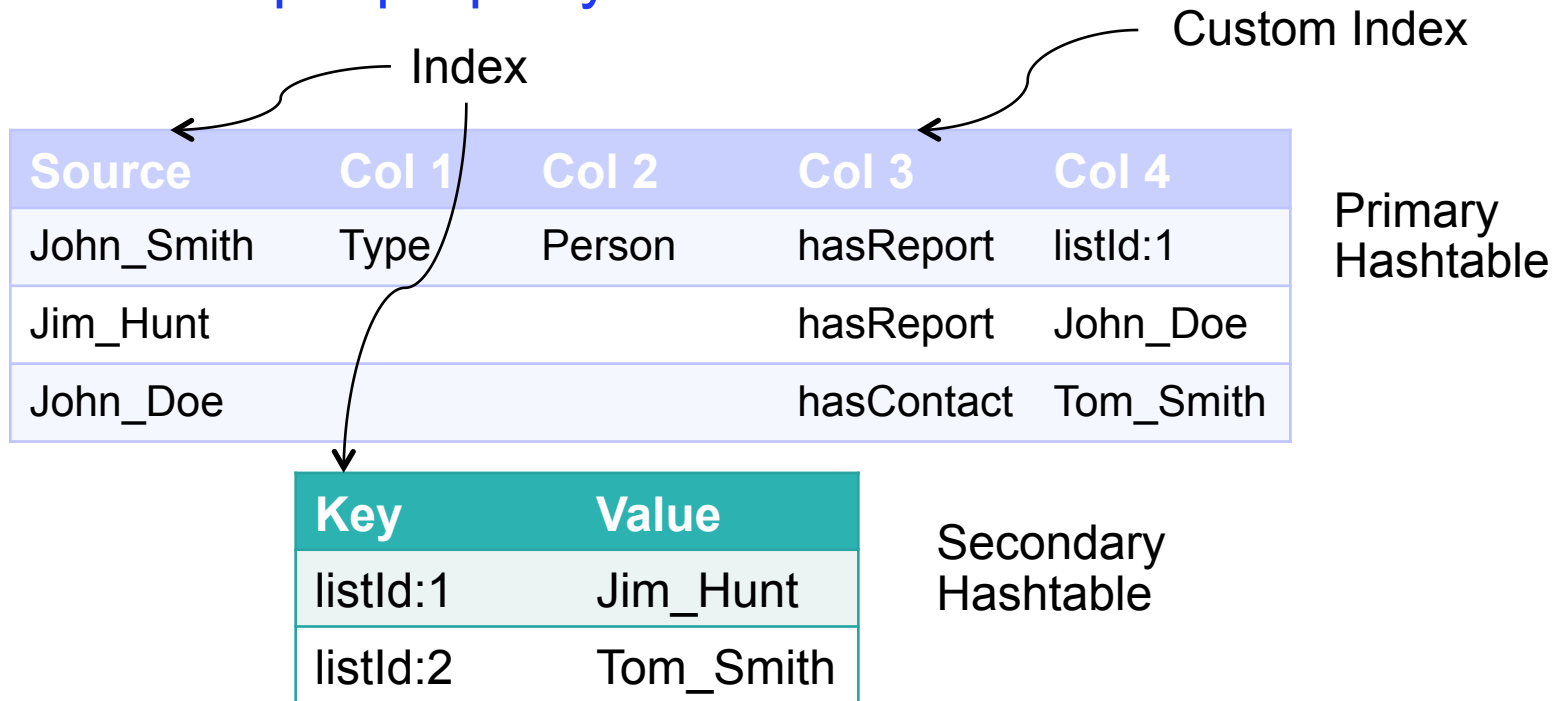 Custom Index
Index
Source Col 1 Col 2 Col 3 Col 4
John_Smith Type Person hasReport listId:1
Jim_Hunt hasReport John_Doe
John_Doe hasContact Tom_Smith
Primary
Hashtable
Key Value
listId:1 Jim_Hunt
listId:2 Tom_Smith
Secondary
Hashtable